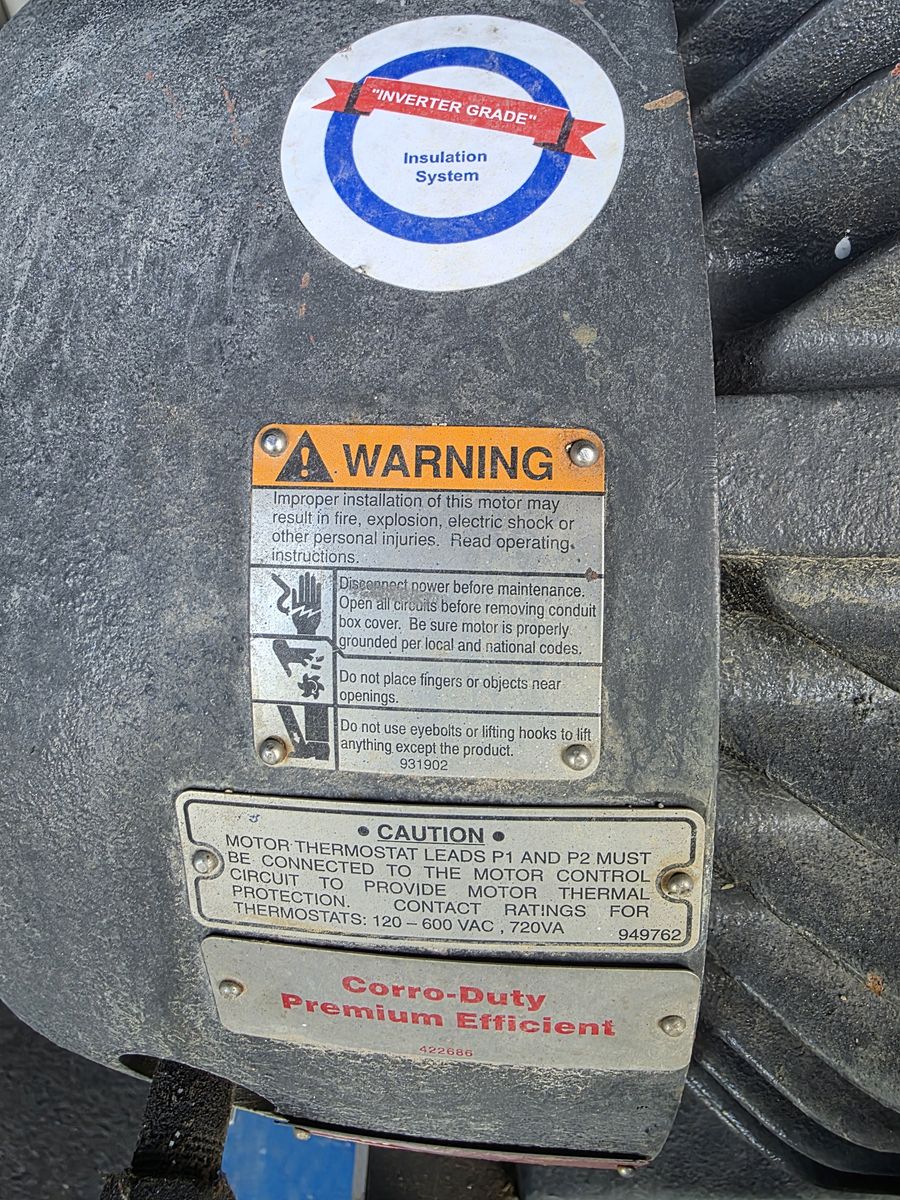 "INVERTER GRADE"
Insulation
System
WARNING
Improper installation of this motor may
result in fire, explosion, electric shock or
other personal injuries. Read operating
instructions.
Disconnect power before maintenance.
Open all circuits before removing conduit
box cover. Be sure motor is properly
grounded per local and national codes.
Do not place fingers or objects near
openings.
Do not use eyebolts or lifting hooks to lift
anything except the product.
931902
• CAUTION •
MOTOR THERMOSTAT LEADS P1 AND P2 MUST
BE CONNECTED TO THE MOTOR CONTROL
CIRCUIT TO PROVIDE MOTOR THERMAL
PROTECTION. CONTACT RATINGS FOR
THERMOSTATS: 120 – 600 VAC , 720VA
949762
Corro-Duty
Premium Efficient
422686